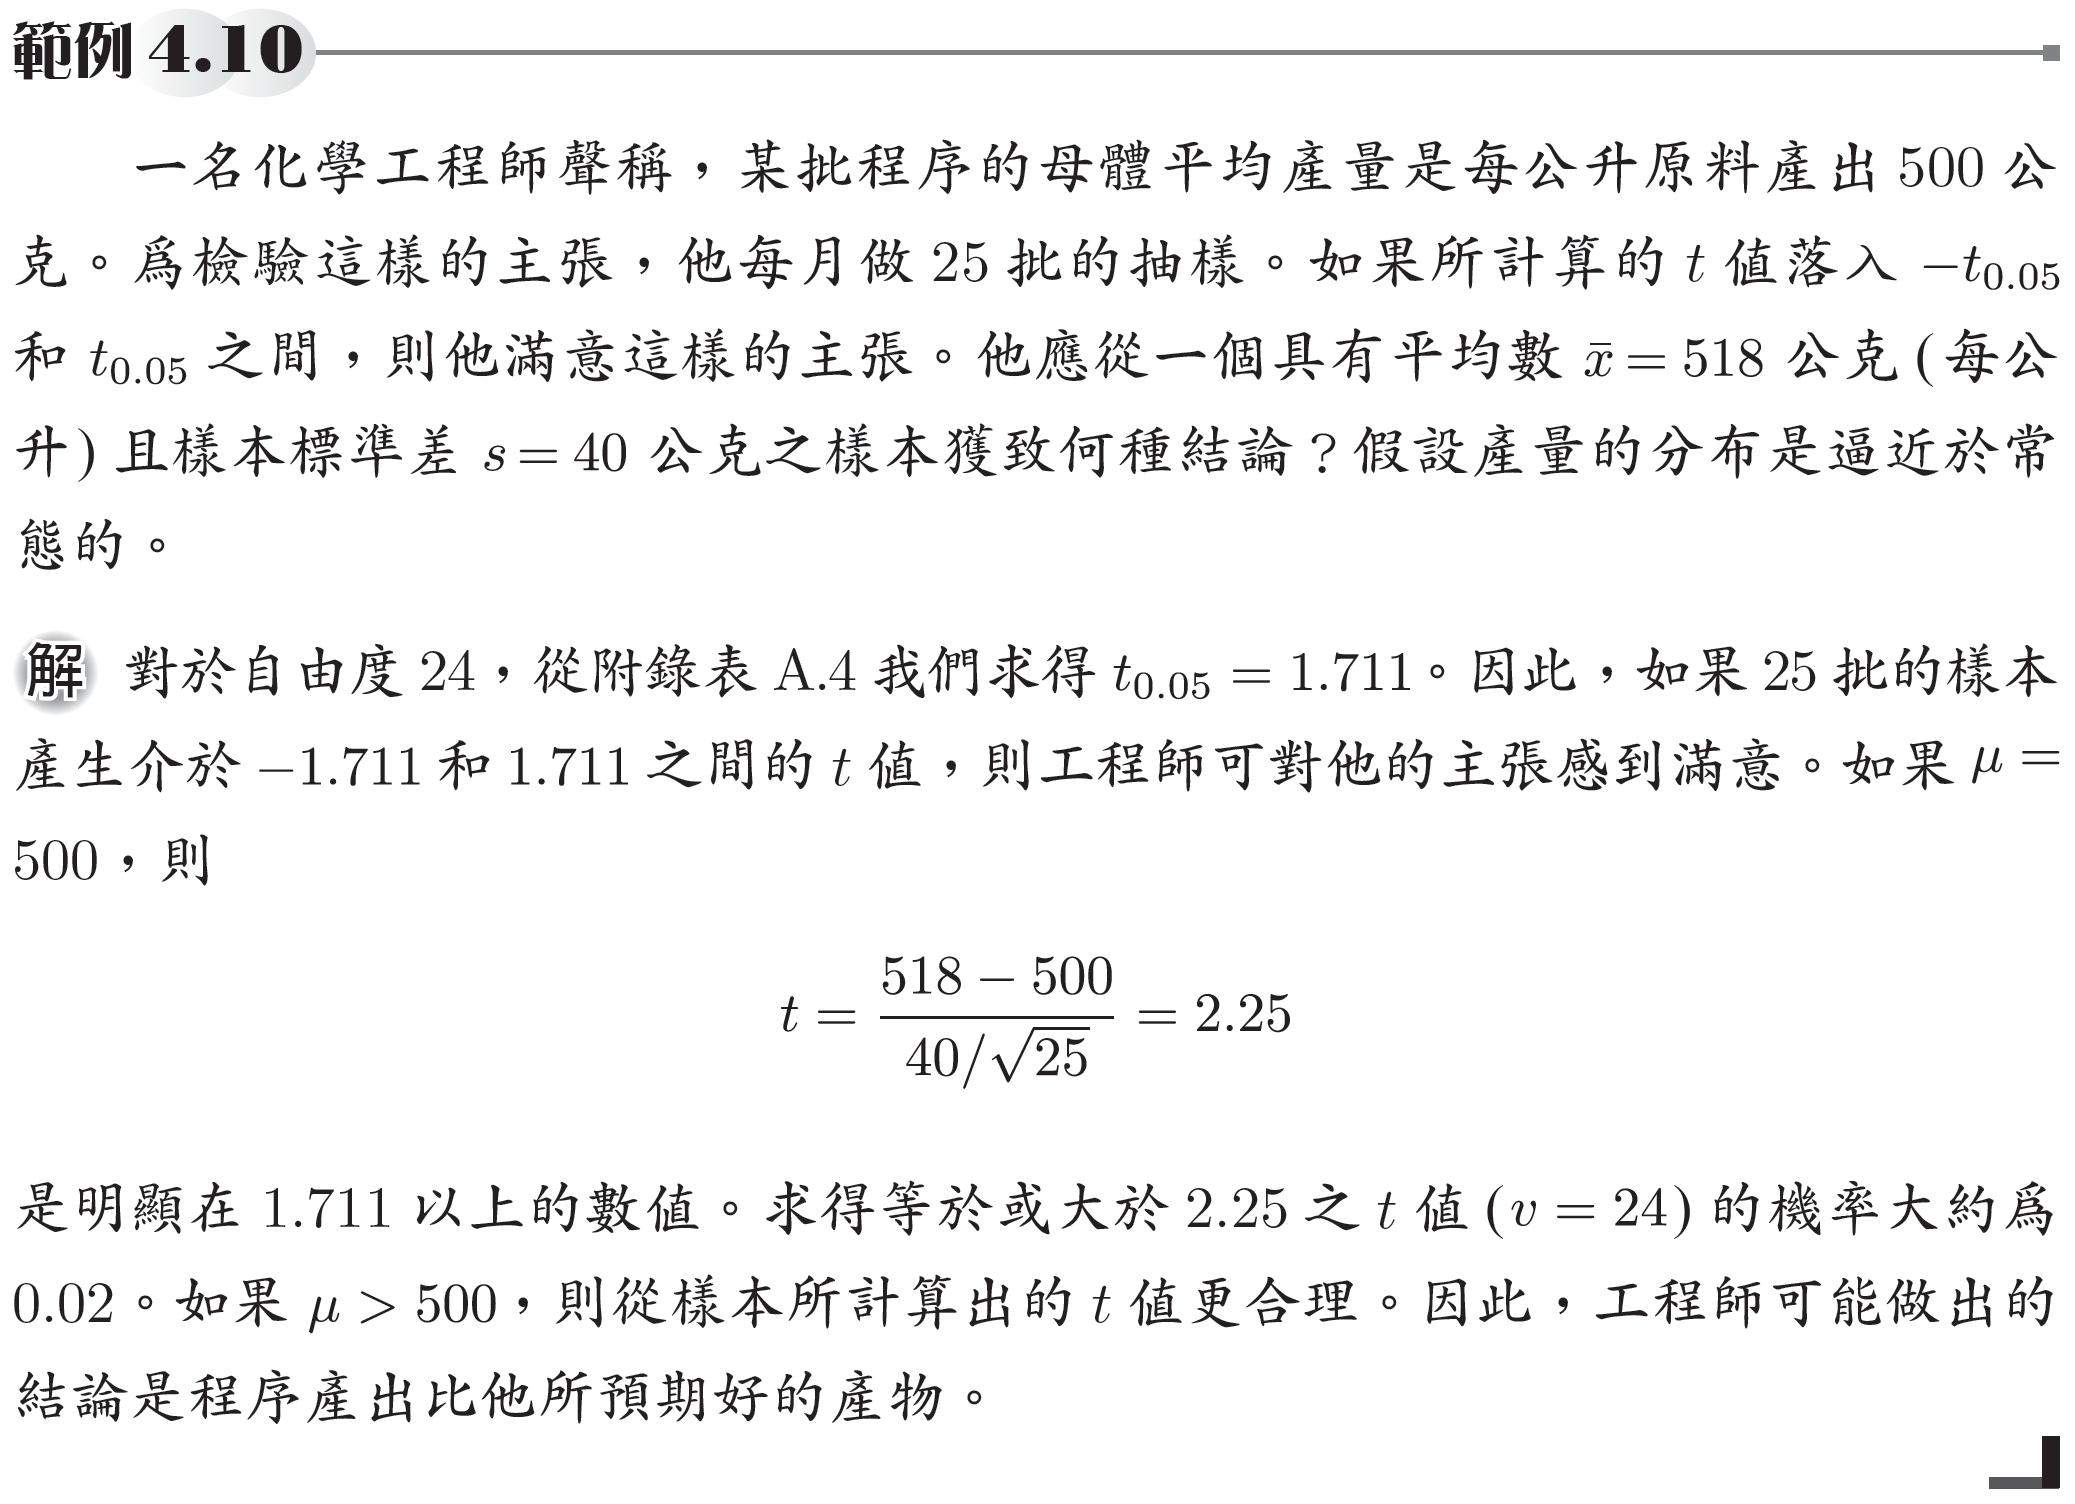 範例 4.10
一名化學工程師聲稱，某批程序的母體平均產量是每公升原料產出 500 公
克。爲檢驗這樣的主張，他每月做 25 批的抽樣。如果所計算的 t 值落入 −t₀.₀₅
和 t₀.₀₅ 之間，則他滿意這樣的主張。他應從一個具有平均數 x̄ = 518 公克 (每公
升) 且樣本標準差 s = 40 公克之樣本獲致何種結論？假設產量的分布是逼近於常
態的。
解 對於自由度 24，從附錄表 A.4 我們求得 t₀.₀₅ = 1.711。因此，如果 25 批的樣本
產生介於 −1.711 和 1.711 之間的 t 值，則工程師可對他的主張感到滿意。如果 μ =
500，則
t = (518 − 500)/(40/√25) = 2.25
是明顯在 1.711 以上的數值。求得等於或大於 2.25 之 t 值 (v = 24) 的機率大約爲
0.02。如果 μ > 500，則從樣本所計算出的 t 值更合理。因此，工程師可能做出的
結論是程序產出比他所預期好的產物。